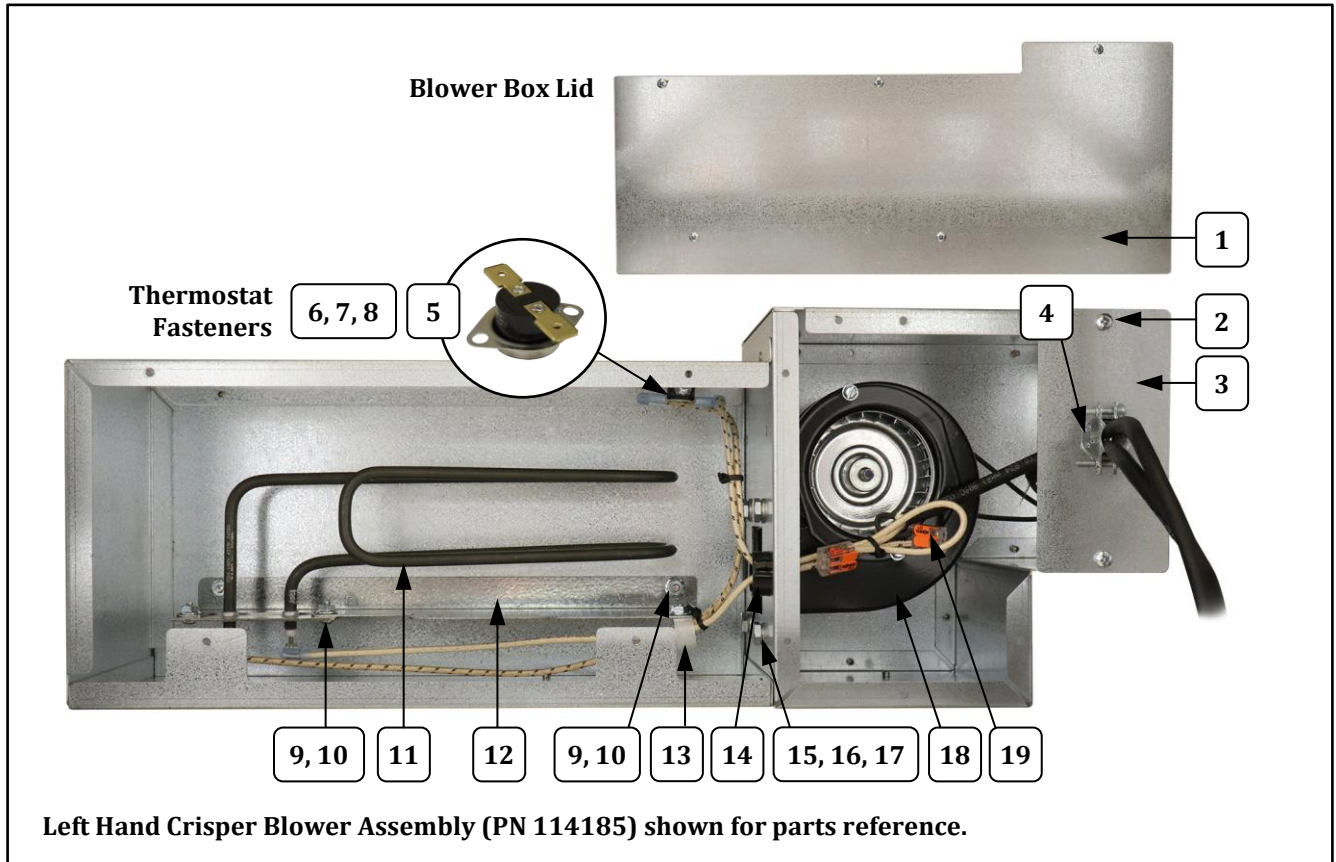 Blower Box Lid
1
Thermostat
Fasteners
6, 7, 8
5
4
2
3
9, 10
11
12
9, 10
13
14
15, 16, 17
18
19
Left Hand Crisper Blower Assembly (PN 114185) shown for parts reference.